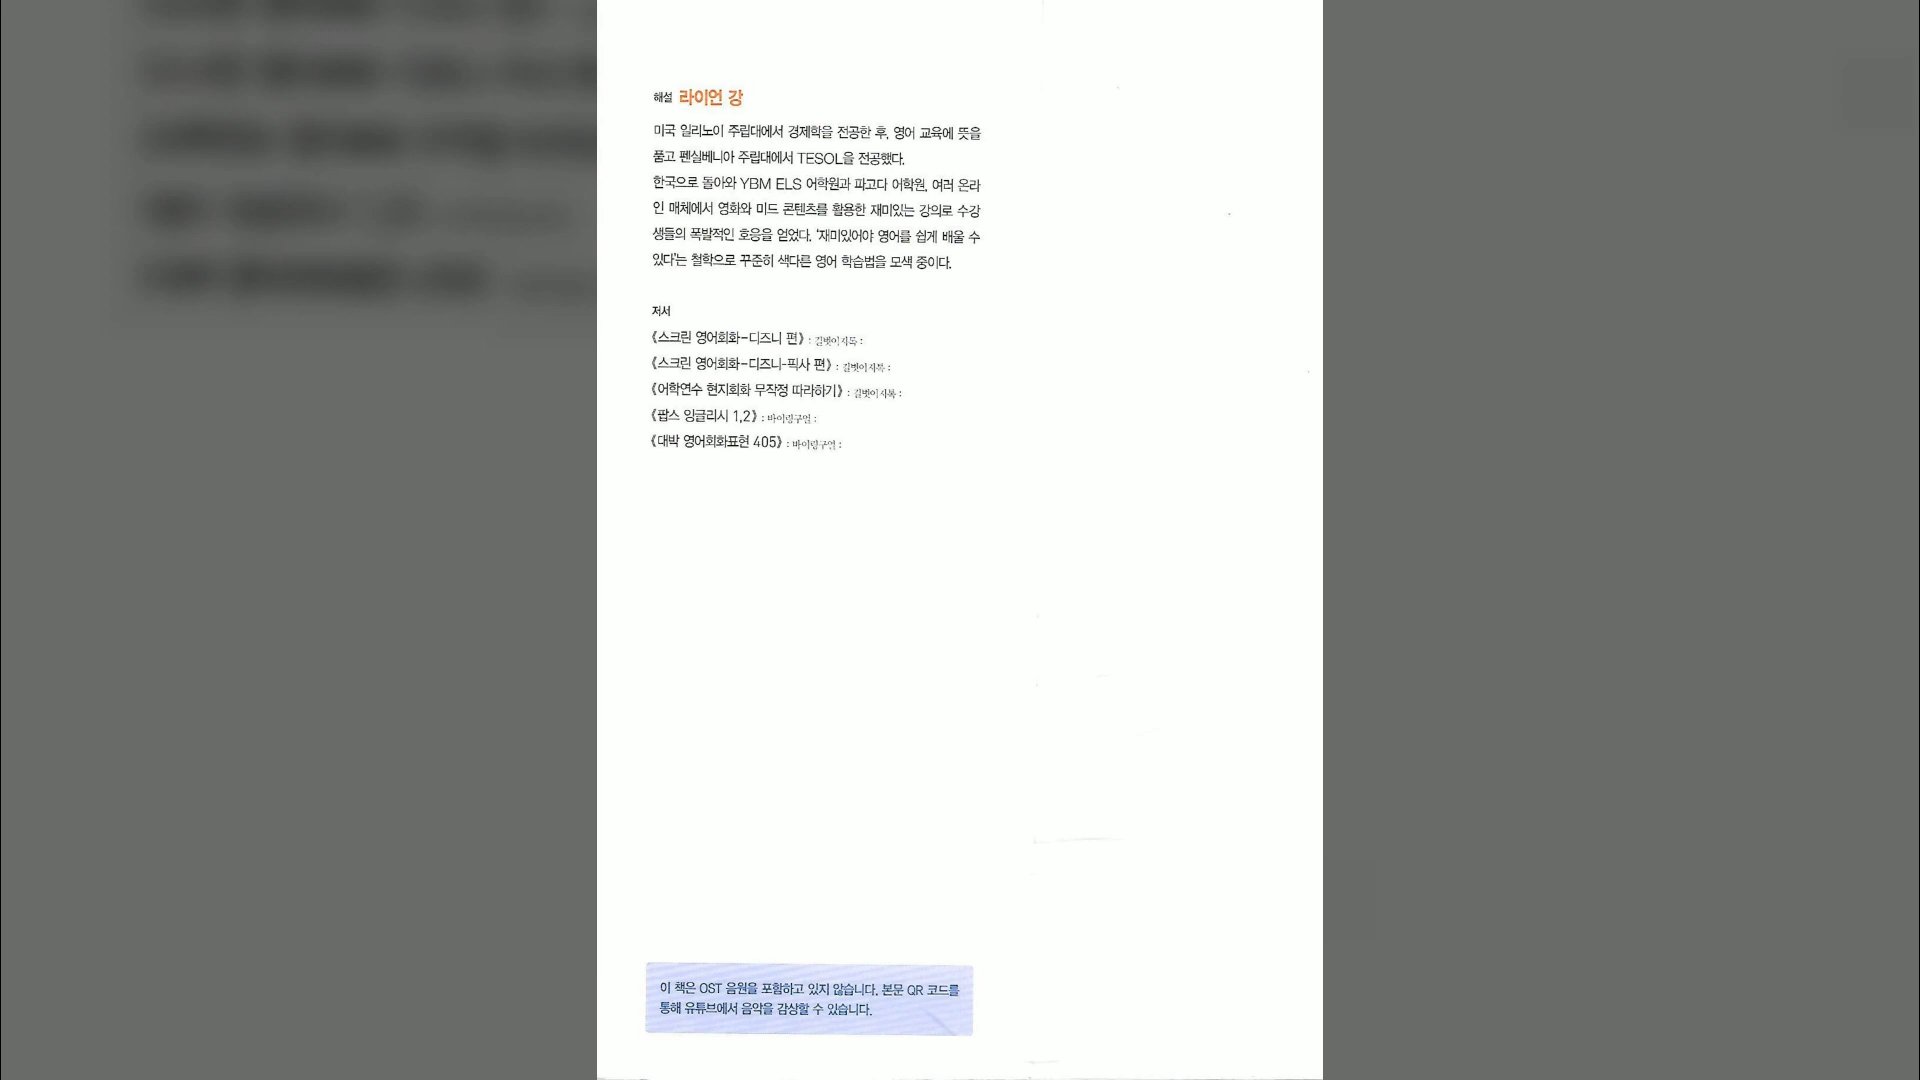 해설 라이언 강
미국 일리노이 주립대에서 경제학을 전공한 후, 영어 교육에 뜻을
품고 펜실베니아 주립대에서 TESOL을 전공했다.
한국으로 돌아와 YBM ELS 어학원과 파고다 어학원, 여러 온라
인 매체에서 영화와 미드 콘텐츠를 활용한 재미있는 강의로 수강
생들의 폭발적인 호응을 얻었다. '재미있어야 영어를 쉽게 배울 수
있다'는 철학으로 꾸준히 색다른 영어 학습법을 모색 중이다.
저서
《스크린 영어회화-디즈니 편》 : 길벗이지톡 :
《스크린 영어회화-디즈니-픽사 편》 : 길벗이지톡 :
《어학연수 현지회화 무작정 따라하기》 : 길벗이지톡 :
《팝스 잉글리시 1,2》 : 바이링구얼 :
《대박 영어회화표현 405》 : 바이링구얼 :
이 책은 OST 음원을 포함하고 있지 않습니다. 본문 QR 코드를
통해 유튜브에서 음악을 감상할 수 있습니다.